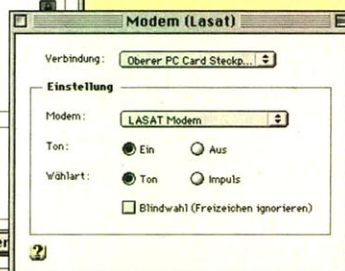 Modem (Lasat)
Verbindung: Oberer PC Card Steckp...
Einstellung
Modem: LASAT Modem
Ton: Ein Aus
Wählart: Ton Impuls
Blindwahl (Freizeichen ignorieren)
?